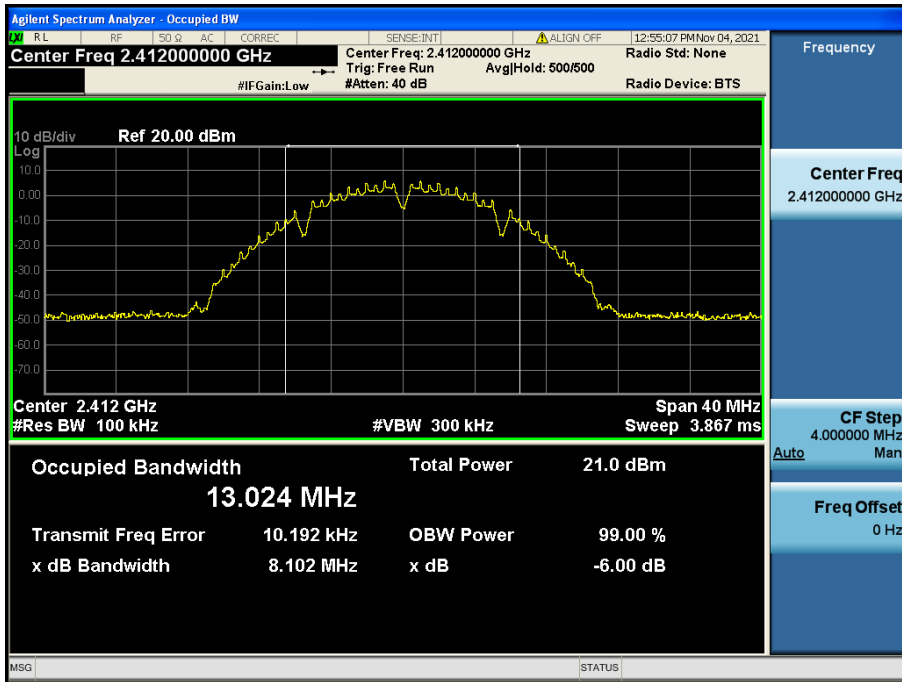 Agilent Spectrum Analyzer - Occupied BW
LXI RL RF 50 Ω AC CORREC SENSE:INT ALIGN OFF 12:55:07 PM Nov 04, 2021
Center Freq 2.412000000 GHz
Center Freq: 2.412000000 GHz Radio Std: None
Trig: Free Run Avg|Hold: 500/500
#IFGain:Low #Atten: 40 dB Radio Device: BTS
10 dB/div Ref 20.00 dBm
Log
10.0
0.00
-10.0
-20.0
-30.0
-40.0
-50.0
-60.0
-70.0
Center 2.412 GHz Span 40 MHz
#Res BW 100 kHz #VBW 300 kHz Sweep 3.867 ms
Occupied Bandwidth Total Power 21.0 dBm
13.024 MHz
Transmit Freq Error 10.192 kHz OBW Power 99.00 %
x dB Bandwidth 8.102 MHz x dB -6.00 dB
MSG STATUS
Frequency
Center Freq
2.412000000 GHz
CF Step
4.000000 MHz
Auto Man
Freq Offset
0 Hz